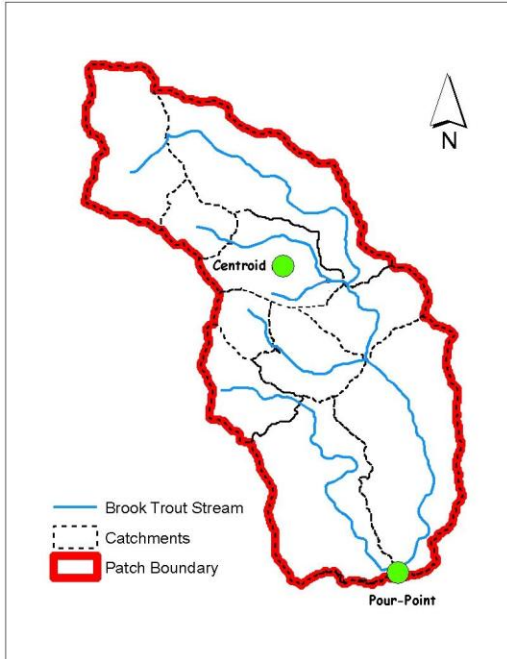 N
Centroid
Brook Trout Stream
Catchments
Patch Boundary
Pour-Point